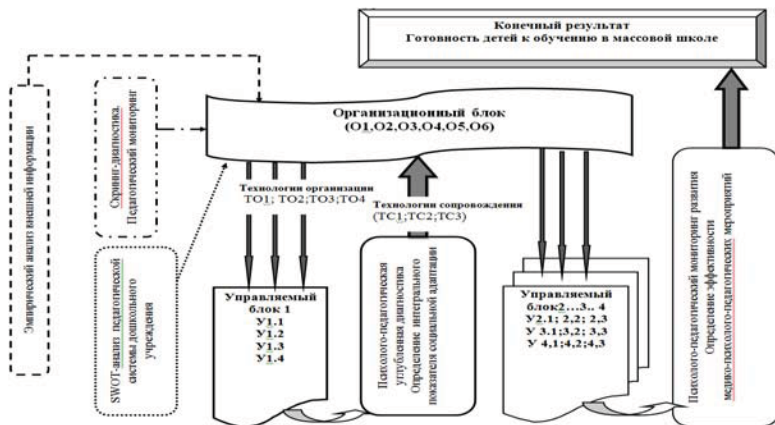 Конечный результат
Готовность детей к обучению в массовой школе
Организационный блок
(О1,О2,О3,О4,О5,О6)
Эмпирический анализ внешней информации
Скрининг-диагностика.
Педагогический мониторинг
SWOT-анализ педагогической
системы дошкольного
учреждения
Технологии организации
ТО1; ТО2;ТО3;ТО4
Технологии сопровождения
(ТС1;ТС2;ТС3)
Управляемый
блок 1
У1.1
У1.2
У1.3
У1.4
Психолого-педагогическая
углубленная диагностика
Определение интегрального
показателя социальной адаптации
Управляемый
блок2…3.. 4
У2.1; 2,2; 2,3
У 3.1;3,2; 3,3
У 4,1;4,2;4,3
Психолого-педагогический мониторинг развития
Определение эффективности
медико-психолого-педагогических мероприятий